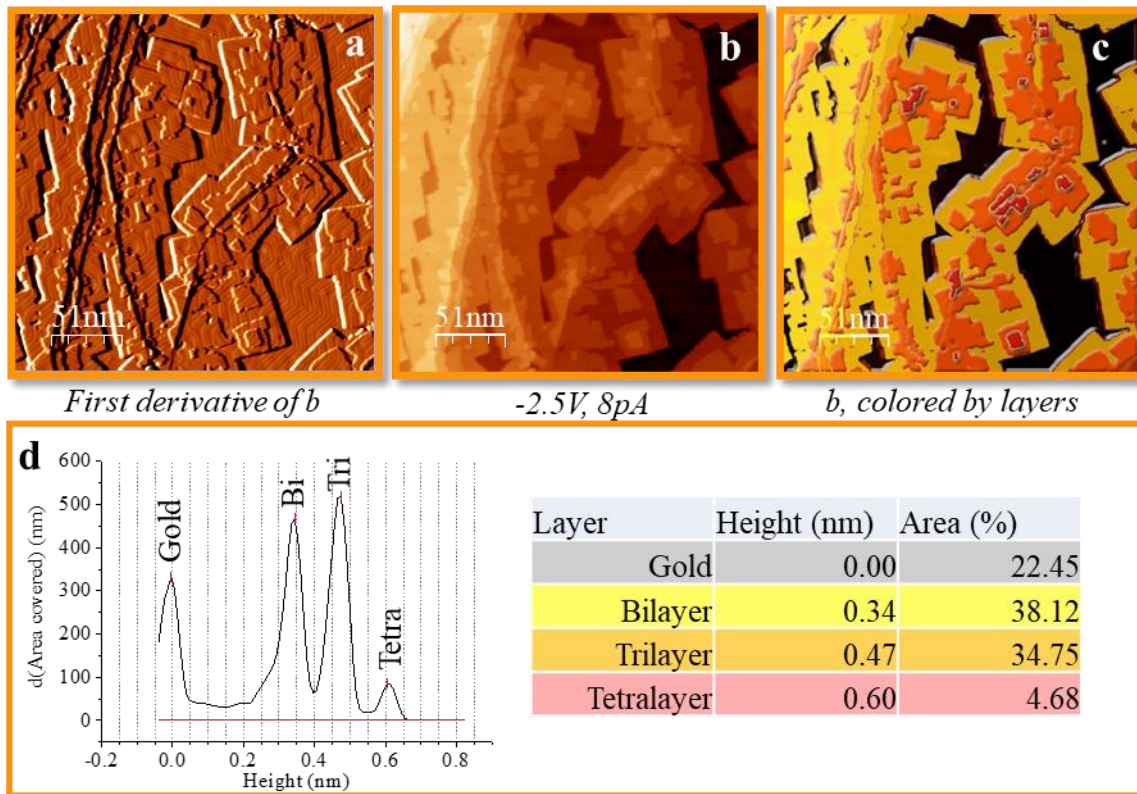 a
b
c
51nm
51nm
51nm
First derivative of b
-2.5V, 8pA
b, colored by layers
d
600
500
400
300
200
100
0
d(Area covered) (nm)
Gold
Bi
Tri
Tetra
-0.2 0.0 0.2 0.4 0.6 0.8
Height (nm)
Layer Height (nm) Area (%)
Gold 0.00 22.45
Bilayer 0.34 38.12
Trilayer 0.47 34.75
Tetralayer 0.60 4.68